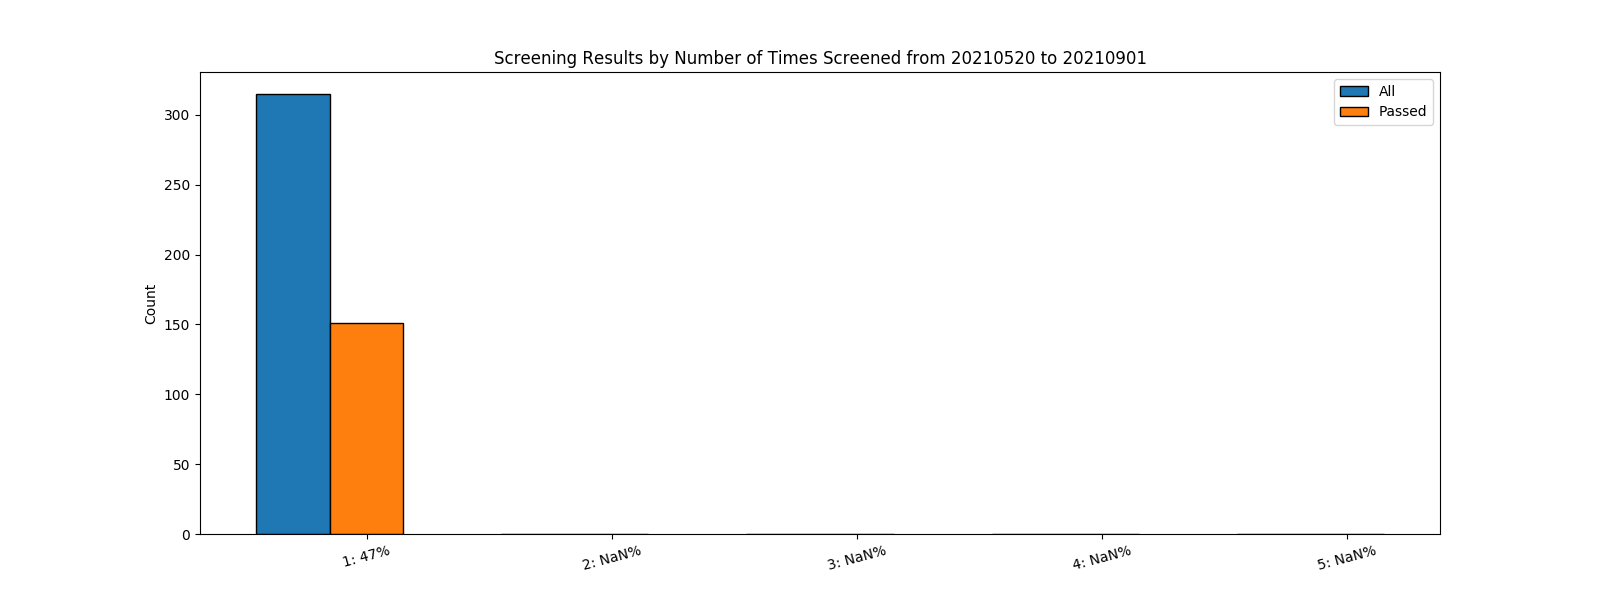 Screening Results by Number of Times Screened from 20210520 to 20210901
All
Passed
Count
300
250
200
150
100
50
0
1: 47%
2: NaN%
3: NaN%
4: NaN%
5: NaN%